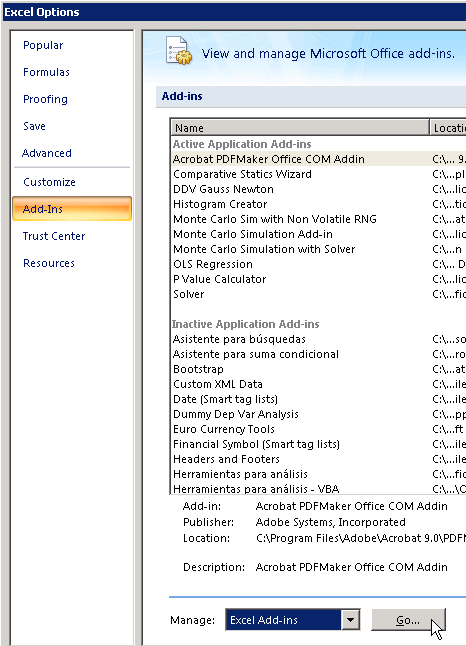 Excel Options
Popular
Formulas
Proofing
Save
Advanced
Customize
Add-Ins
Trust Center
Resources
View and manage Microsoft Office add-ins.
Add-ins
Name Locati
Active Application Add-ins
Acrobat PDFMaker Office COM Addin C:\... 9.
Comparative Statics Wizard C:\...pl
DDV Gauss Newton C:\...lic
Histogram Creator C:\...tic
Monte Carlo Sim with Non Volatile RNG C:\...at
Monte Carlo Simulation Add-in C:\...lic
Monte Carlo Simulation with Solver C:\...n
OLS Regression C:\... D
P Value Calculator C:\...lic
Solver C:\...fic
Inactive Application Add-ins
Asistente para búsquedas C:\...so
Asistente para suma condicional C:\...ro
Bootstrap C:\...at
Custom XML Data C:\...ile
Date (Smart tag lists) C:\...ile
Dummy Dep Var Analysis C:\...pp
Euro Currency Tools C:\...ft
Financial Symbol (Smart tag lists) C:\...ile
Headers and Footers C:\...ile
Herramientas para análisis C:\...fic
Herramientas para análisis - VBA C:\...\O
Add-in: Acrobat PDFMaker Office COM Addin
Publisher: Adobe Systems, Incorporated
Location: C:\Program Files\Adobe\Acrobat 9.0\PDFM
Description: Acrobat PDFMaker Office COM Addin
Manage: Excel Add-ins Go...